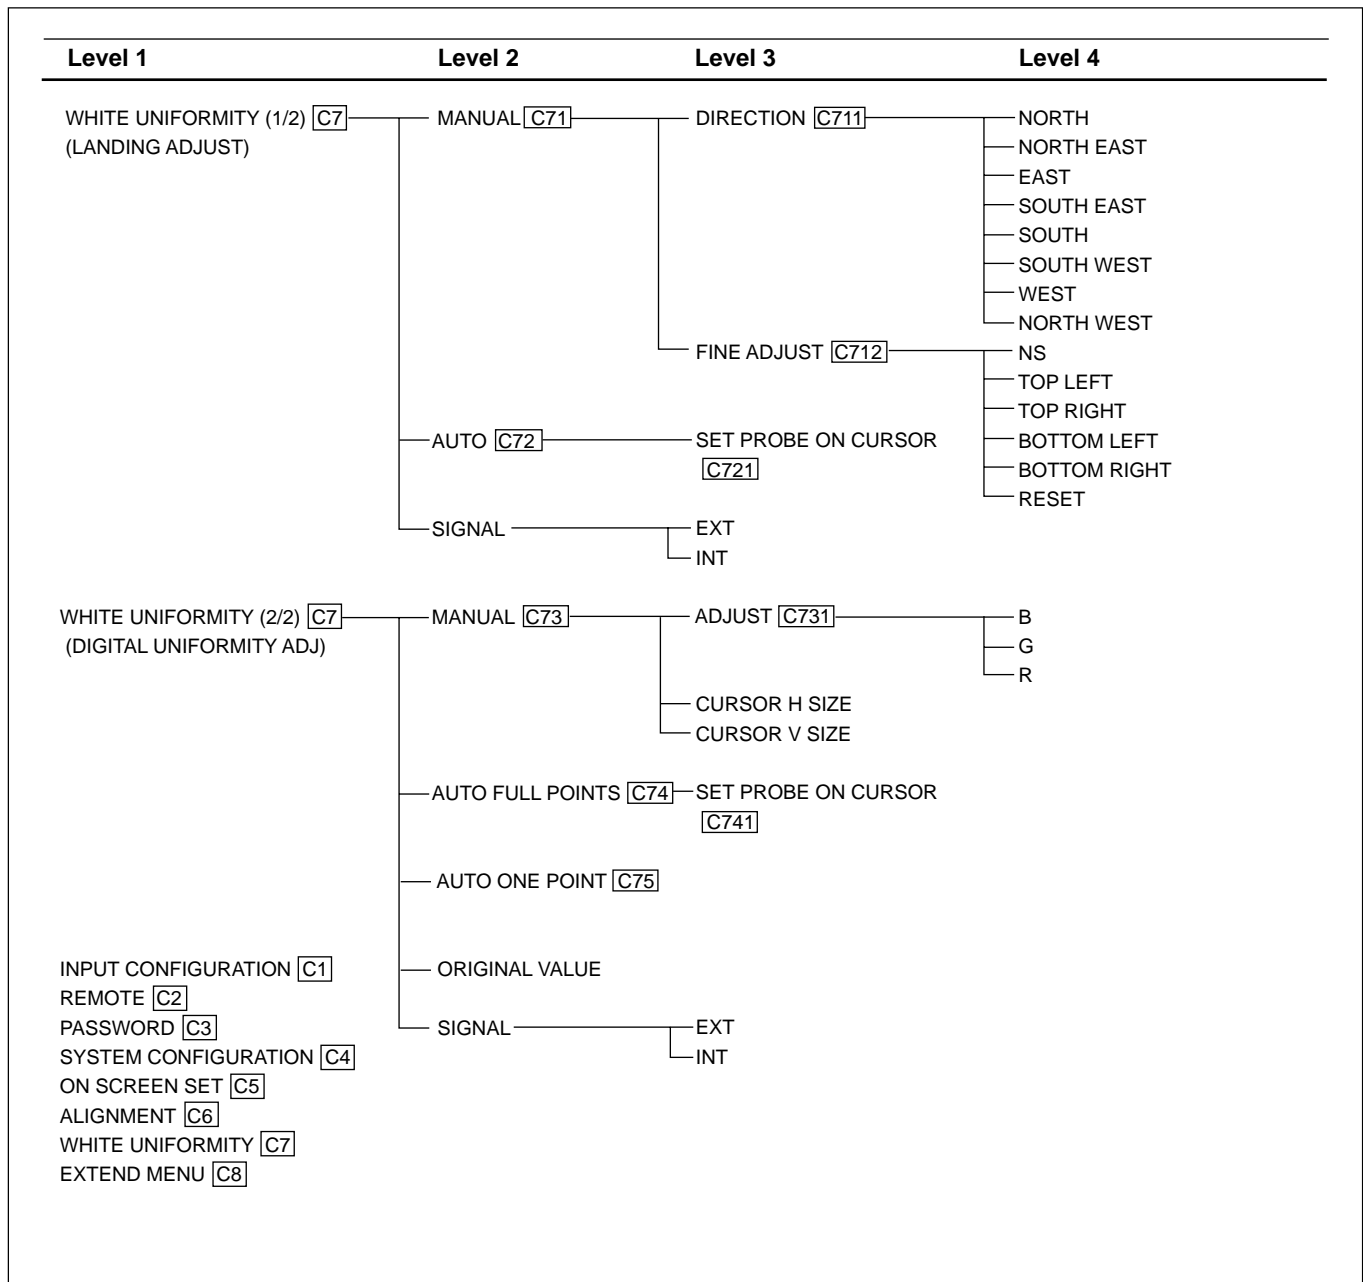 Level 1 Level 2 Level 3 Level 4
WHITE UNIFORMITY (1/2) C7 MANUAL C71 DIRECTION C711 NORTH
(LANDING ADJUST) NORTH EAST
EAST
SOUTH EAST
SOUTH
SOUTH WEST
WEST
NORTH WEST
FINE ADJUST C712 NS
TOP LEFT
TOP RIGHT
AUTO C72 SET PROBE ON CURSOR BOTTOM LEFT
C721 BOTTOM RIGHT
RESET
SIGNAL EXT
INT
WHITE UNIFORMITY (2/2) C7 MANUAL C73 ADJUST C731 B
(DIGITAL UNIFORMITY ADJ) G
R
CURSOR H SIZE
CURSOR V SIZE
AUTO FULL POINTS C74 SET PROBE ON CURSOR
C741
AUTO ONE POINT C75
INPUT CONFIGURATION C1 ORIGINAL VALUE
REMOTE C2
PASSWORD C3 SIGNAL EXT
SYSTEM CONFIGURATION C4 INT
ON SCREEN SET C5
ALIGNMENT C6
WHITE UNIFORMITY C7
EXTEND MENU C8